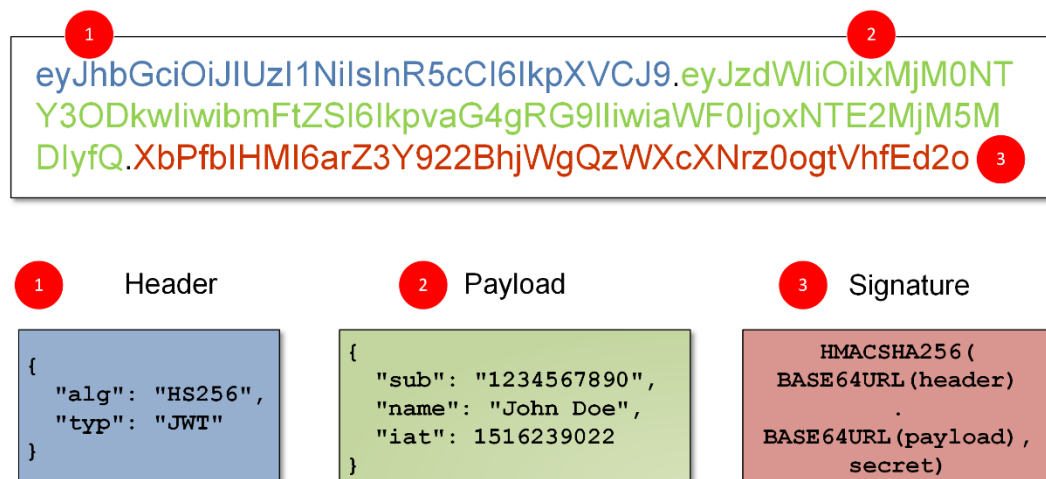 1
2
eyJhbGciOiJIUzI1NiIsInR5cCI6IkpXVCJ9.eyJzdWIiOiIxMjM0NT
Y3ODkwIiwibmFtZSI6IkpvaG4gRG9lIiwiaWF0IjoxNTE2MjM5M
DIyfQ.XbPfbIHMI6arZ3Y922BhjWgQzWXcXNrz0ogtVhfEd2o 3
1 Header
2 Payload
3 Signature
{
"alg": "HS256",
"typ": "JWT"
}
{
"sub": "1234567890",
"name": "John Doe",
"iat": 1516239022
}
HMACSHA256(
BASE64URL(header)
.
BASE64URL(payload),
secret)